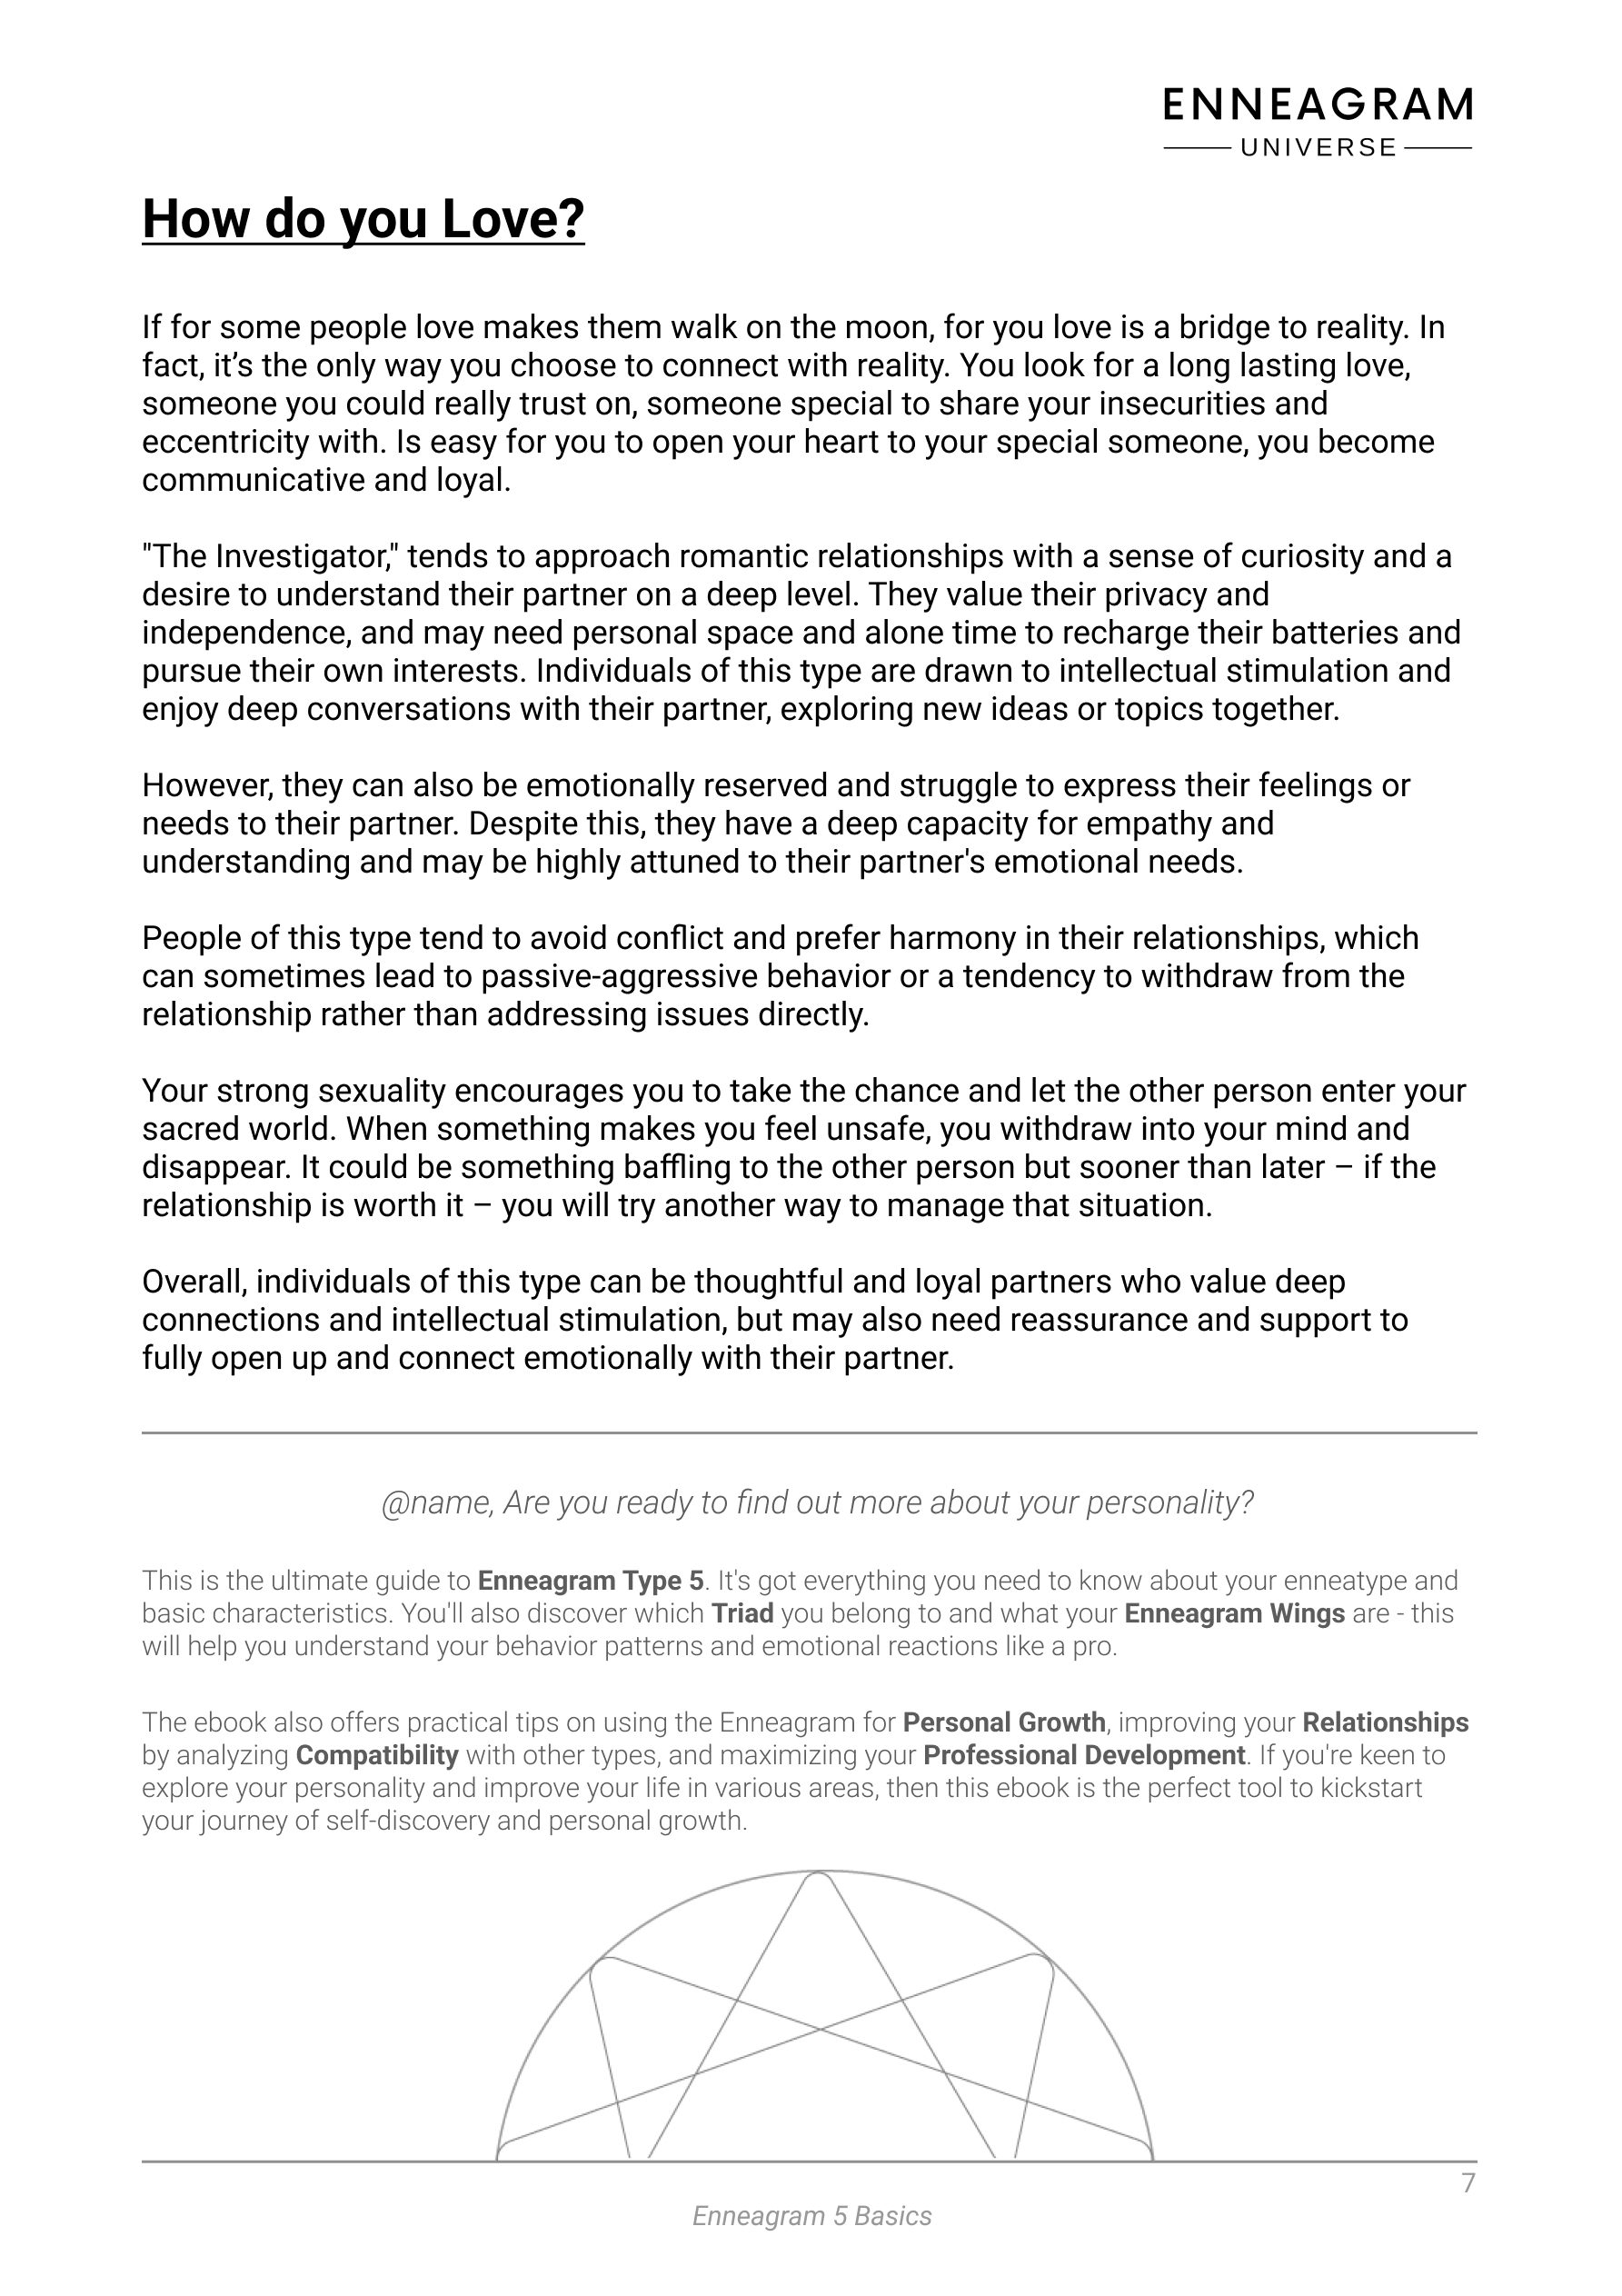 ENNEAGRAM
UNIVERSE
How do you Love?
If for some people love makes them walk on the moon, for you love is a bridge to reality. In
fact, it’s the only way you choose to connect with reality. You look for a long lasting love,
someone you could really trust on, someone special to share your insecurities and
eccentricity with. Is easy for you to open your heart to your special someone, you become
communicative and loyal.
"The Investigator," tends to approach romantic relationships with a sense of curiosity and a
desire to understand their partner on a deep level. They value their privacy and
independence, and may need personal space and alone time to recharge their batteries and
pursue their own interests. Individuals of this type are drawn to intellectual stimulation and
enjoy deep conversations with their partner, exploring new ideas or topics together.
However, they can also be emotionally reserved and struggle to express their feelings or
needs to their partner. Despite this, they have a deep capacity for empathy and
understanding and may be highly attuned to their partner's emotional needs.
People of this type tend to avoid conflict and prefer harmony in their relationships, which
can sometimes lead to passive-aggressive behavior or a tendency to withdraw from the
relationship rather than addressing issues directly.
Your strong sexuality encourages you to take the chance and let the other person enter your
sacred world. When something makes you feel unsafe, you withdraw into your mind and
disappear. It could be something baffling to the other person but sooner than later – if the
relationship is worth it – you will try another way to manage that situation.
Overall, individuals of this type can be thoughtful and loyal partners who value deep
connections and intellectual stimulation, but may also need reassurance and support to
fully open up and connect emotionally with their partner.
@name, Are you ready to find out more about your personality?
This is the ultimate guide to Enneagram Type 5. It's got everything you need to know about your enneatype and
basic characteristics. You'll also discover which Triad you belong to and what your Enneagram Wings are - this
will help you understand your behavior patterns and emotional reactions like a pro.
The ebook also offers practical tips on using the Enneagram for Personal Growth, improving your Relationships
by analyzing Compatibility with other types, and maximizing your Professional Development. If you're keen to
explore your personality and improve your life in various areas, then this ebook is the perfect tool to kickstart
your journey of self-discovery and personal growth.
7
Enneagram 5 Basics